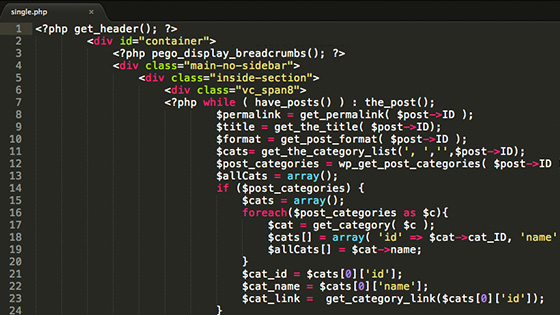 single.php ×
1 <?php get_header(); ?>
2 <div id="container">
3 <?php pego_display_breadcrumbs(); ?>
4 <div class="main-no-sidebar">
5 <div class="inside-section">
6 <div class="vc_span8">
7 <?php while ( have_posts() ) : the_post();
8 $permalink = get_permalink( $post->ID );
9 $title = get_the_title( $post->ID);
10 $format = get_post_format( $post->ID );
11 $cats= get_the_category_list(', ','',$post->ID);
12 $post_categories = wp_get_post_categories( $post->ID
13 $allCats = array();
14 if ($post_categories) {
15 $cats = array();
16 foreach($post_categories as $c){
17 $cat = get_category( $c );
18 $cats[] = array( 'id' => $cat->cat_ID, 'name'
19 $allCats[] = $cat->name;
20 }
21 $cat_id = $cats[0]['id'];
22 $cat_name = $cats[0]['name'];
23 $cat_link = get_category_link($cats[0]['id']);
24 }